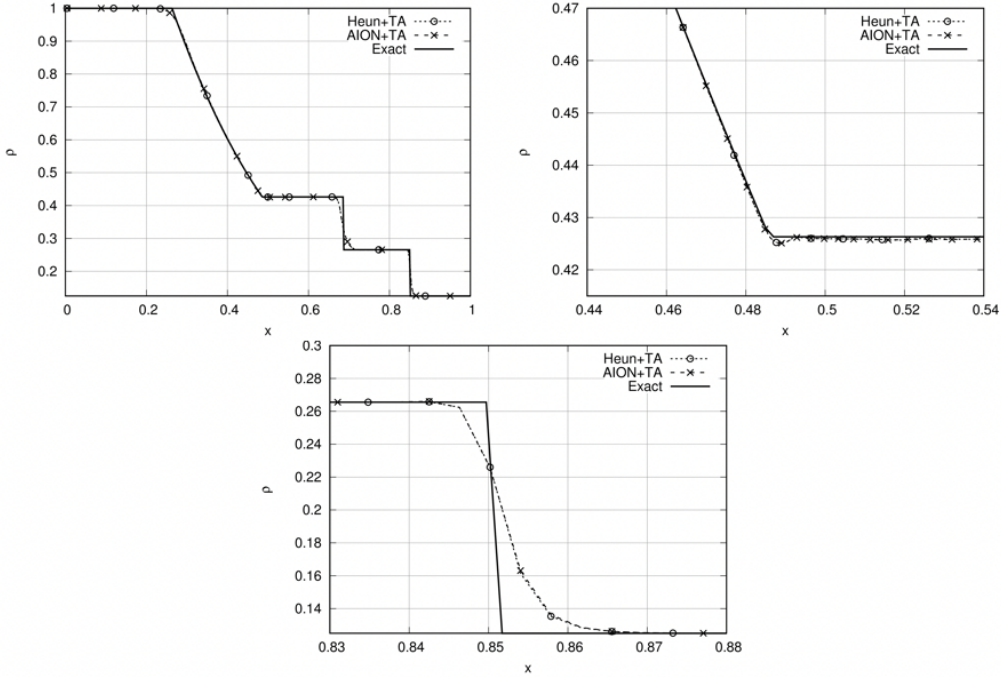 1
0.9
0.8
0.7
0.6
0.5
0.4
0.3
0.2
ρ
0 0.2 0.4 0.6 0.8 1
x
Heun+TA
AION+TA
Exact
0.47
0.46
0.45
0.44
0.43
0.42
ρ
0.44 0.46 0.48 0.5 0.52 0.54
x
Heun+TA
AION+TA
Exact
0.3
0.28
0.26
0.24
0.22
0.2
0.18
0.16
0.14
ρ
0.83 0.84 0.85 0.86 0.87 0.88
x
Heun+TA
AION+TA
Exact